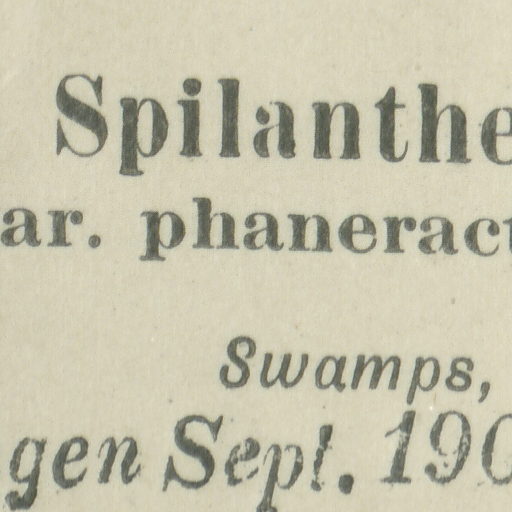 Spilanthe
ar. phaneract
Swamps,
gen Sept. 190